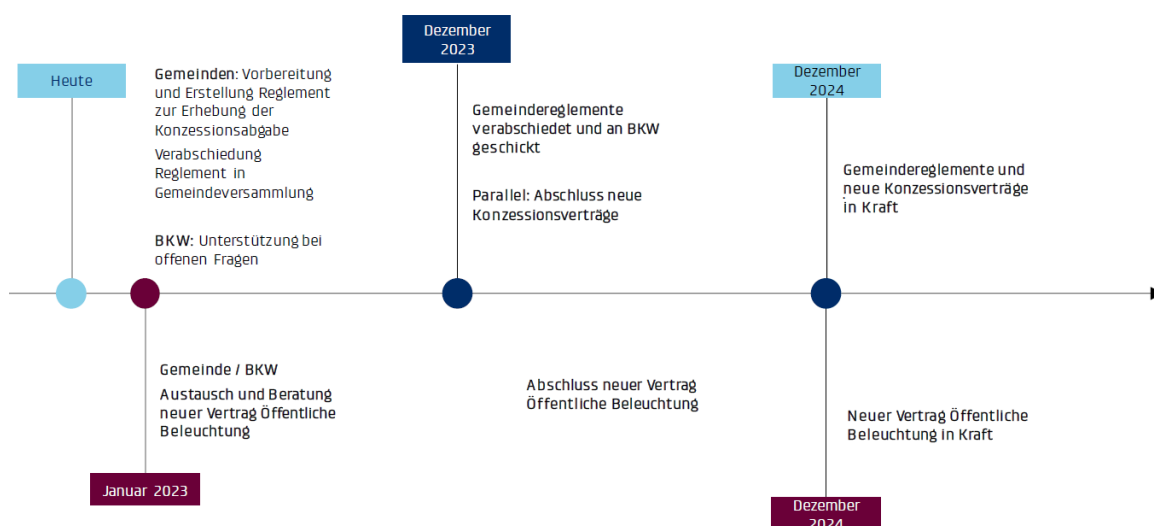 Heute
Gemeinden: Vorbereitung
und Erstellung Reglement
zur Erhebung der
Konzessionsabgabe
Verabschiedung
Reglement in
Gemeindeversammlung
BKW: Unterstützung bei
offenen Fragen
Dezember
2023
Gemeindereglemente
verabschiedet und an BKW
geschickt
Parallel: Abschluss neue
Konzessionsverträge
Dezember
2024
Gemeindereglemente und
neue Konzessionsverträge
in Kraft
Gemeinde / BKW
Austausch und Beratung
neuer Vertrag Öffentliche
Beleuchtung
Januar 2023
Abschluss neuer Vertrag
Öffentliche Beleuchtung
Neuer Vertrag Öffentliche
Beleuchtung in Kraft
Dezember
2024